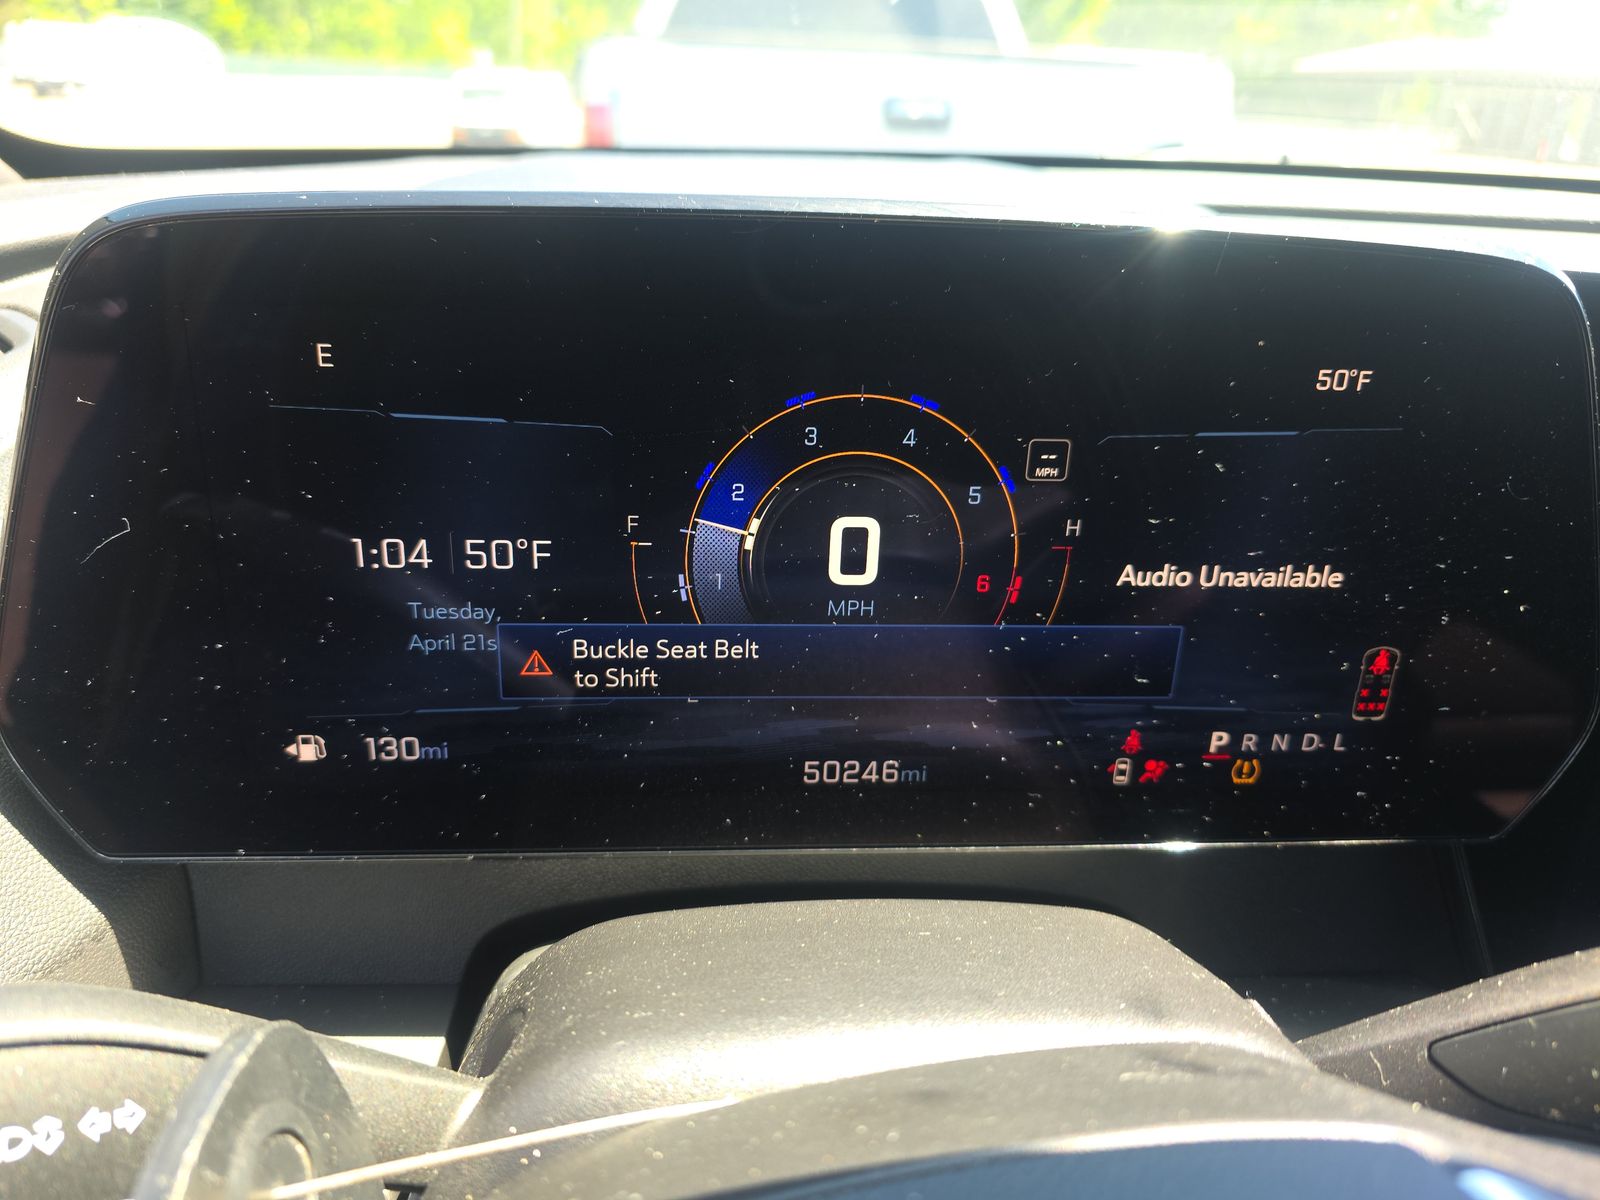 E
50°F
3 4
--
MPH
2
5
F
H
0
1:04 50°F
Audio Unavailable
1
6
MPH
Tuesday,
April 21s
Buckle Seat Belt
to Shift
P R N D-L
130mi
50246mi